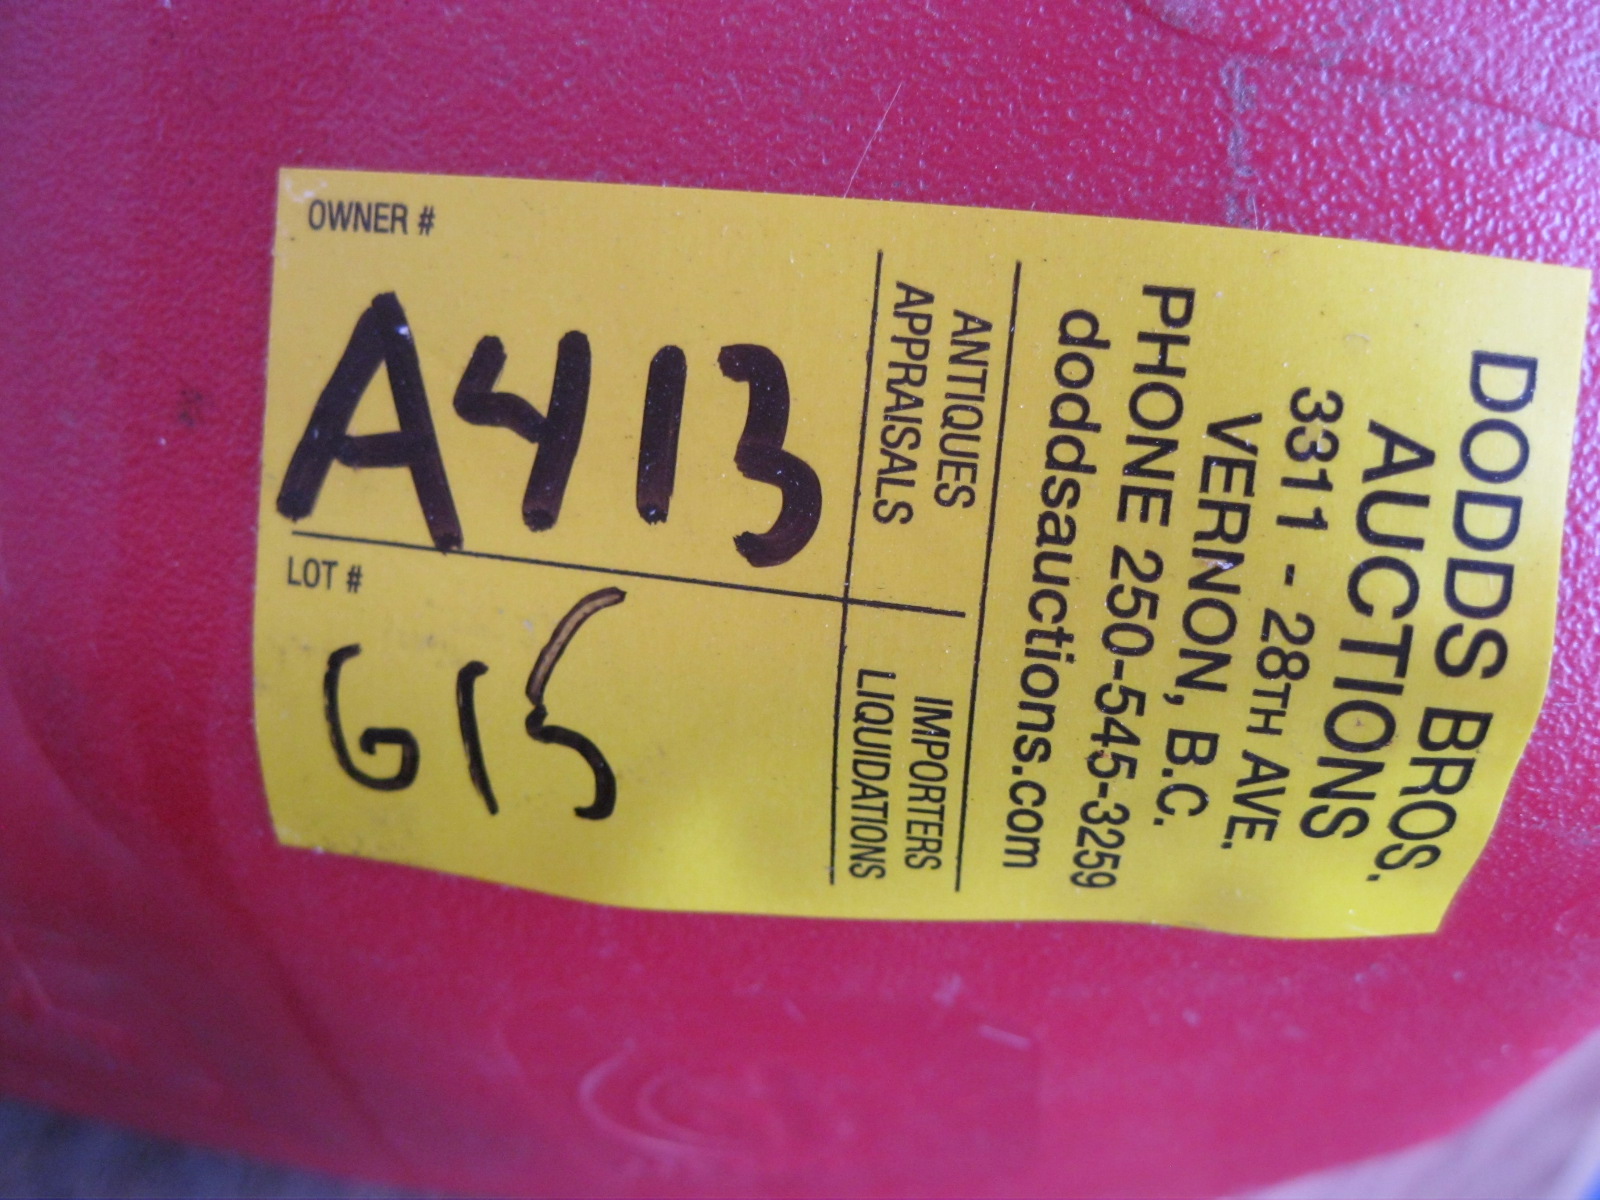 DODDS BROS.
AUCTIONS
3311 - 28TH AVE.
VERNON, B.C.
PHONE 250-545-3259
doddsauctions.com
ANTIQUES
APPRAISALS
IMPORTERS
LIQUIDATIONS
OWNER #
A413
LOT #
G15